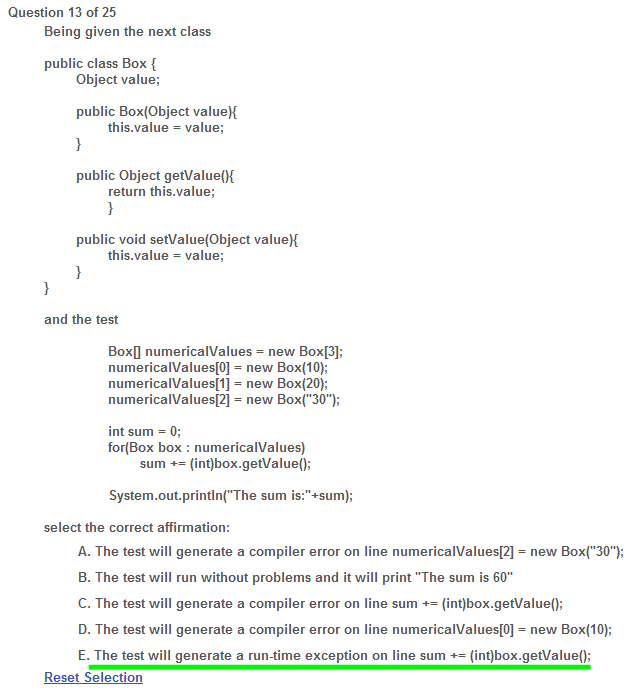 Question 13 of 25
Being given the next class
public class Box {
Object value;
public Box(Object value){
this.value = value;
}
public Object getValue(){
return this.value;
}
public void setValue(Object value){
this.value = value;
}
}
and the test
Box[] numericalValues = new Box[3];
numericalValues[0] = new Box(10);
numericalValues[1] = new Box(20);
numericalValues[2] = new Box("30");
int sum = 0;
for(Box box : numericalValues)
sum += (int)box.getValue();
System.out.println("The sum is:"+sum);
select the correct affirmation:
A. The test will generate a compiler error on line numericalValues[2] = new Box("30");
B. The test will run without problems and it will print "The sum is 60"
C. The test will generate a compiler error on line sum += (int)box.getValue();
D. The test will generate a compiler error on line numericalValues[0] = new Box(10);
E. The test will generate a run-time exception on line sum += (int)box.getValue();
Reset Selection